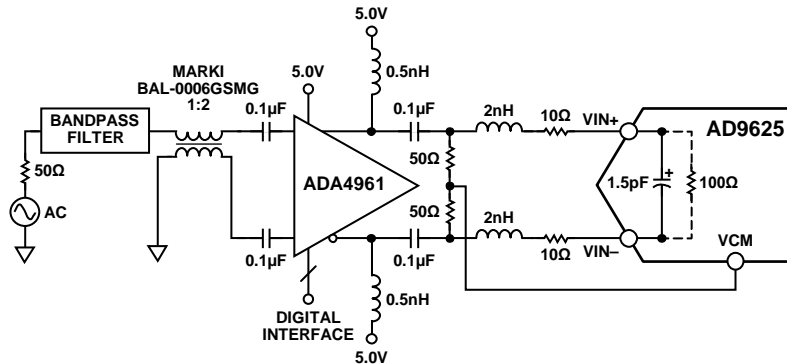 5.0V
MARKI
BAL-0006GSMG
1:2
5.0V
0.5nH
0.1µF
0.1µF
2nH
10Ω
VIN+
AD9625
BANDPASS
FILTER
50Ω
50Ω
ADA4961
1.5pF
+
100Ω
AC
50Ω
2nH
VCM
0.1µF
0.1µF
10Ω
VIN–
DIGITAL
INTERFACE
0.5nH
5.0V